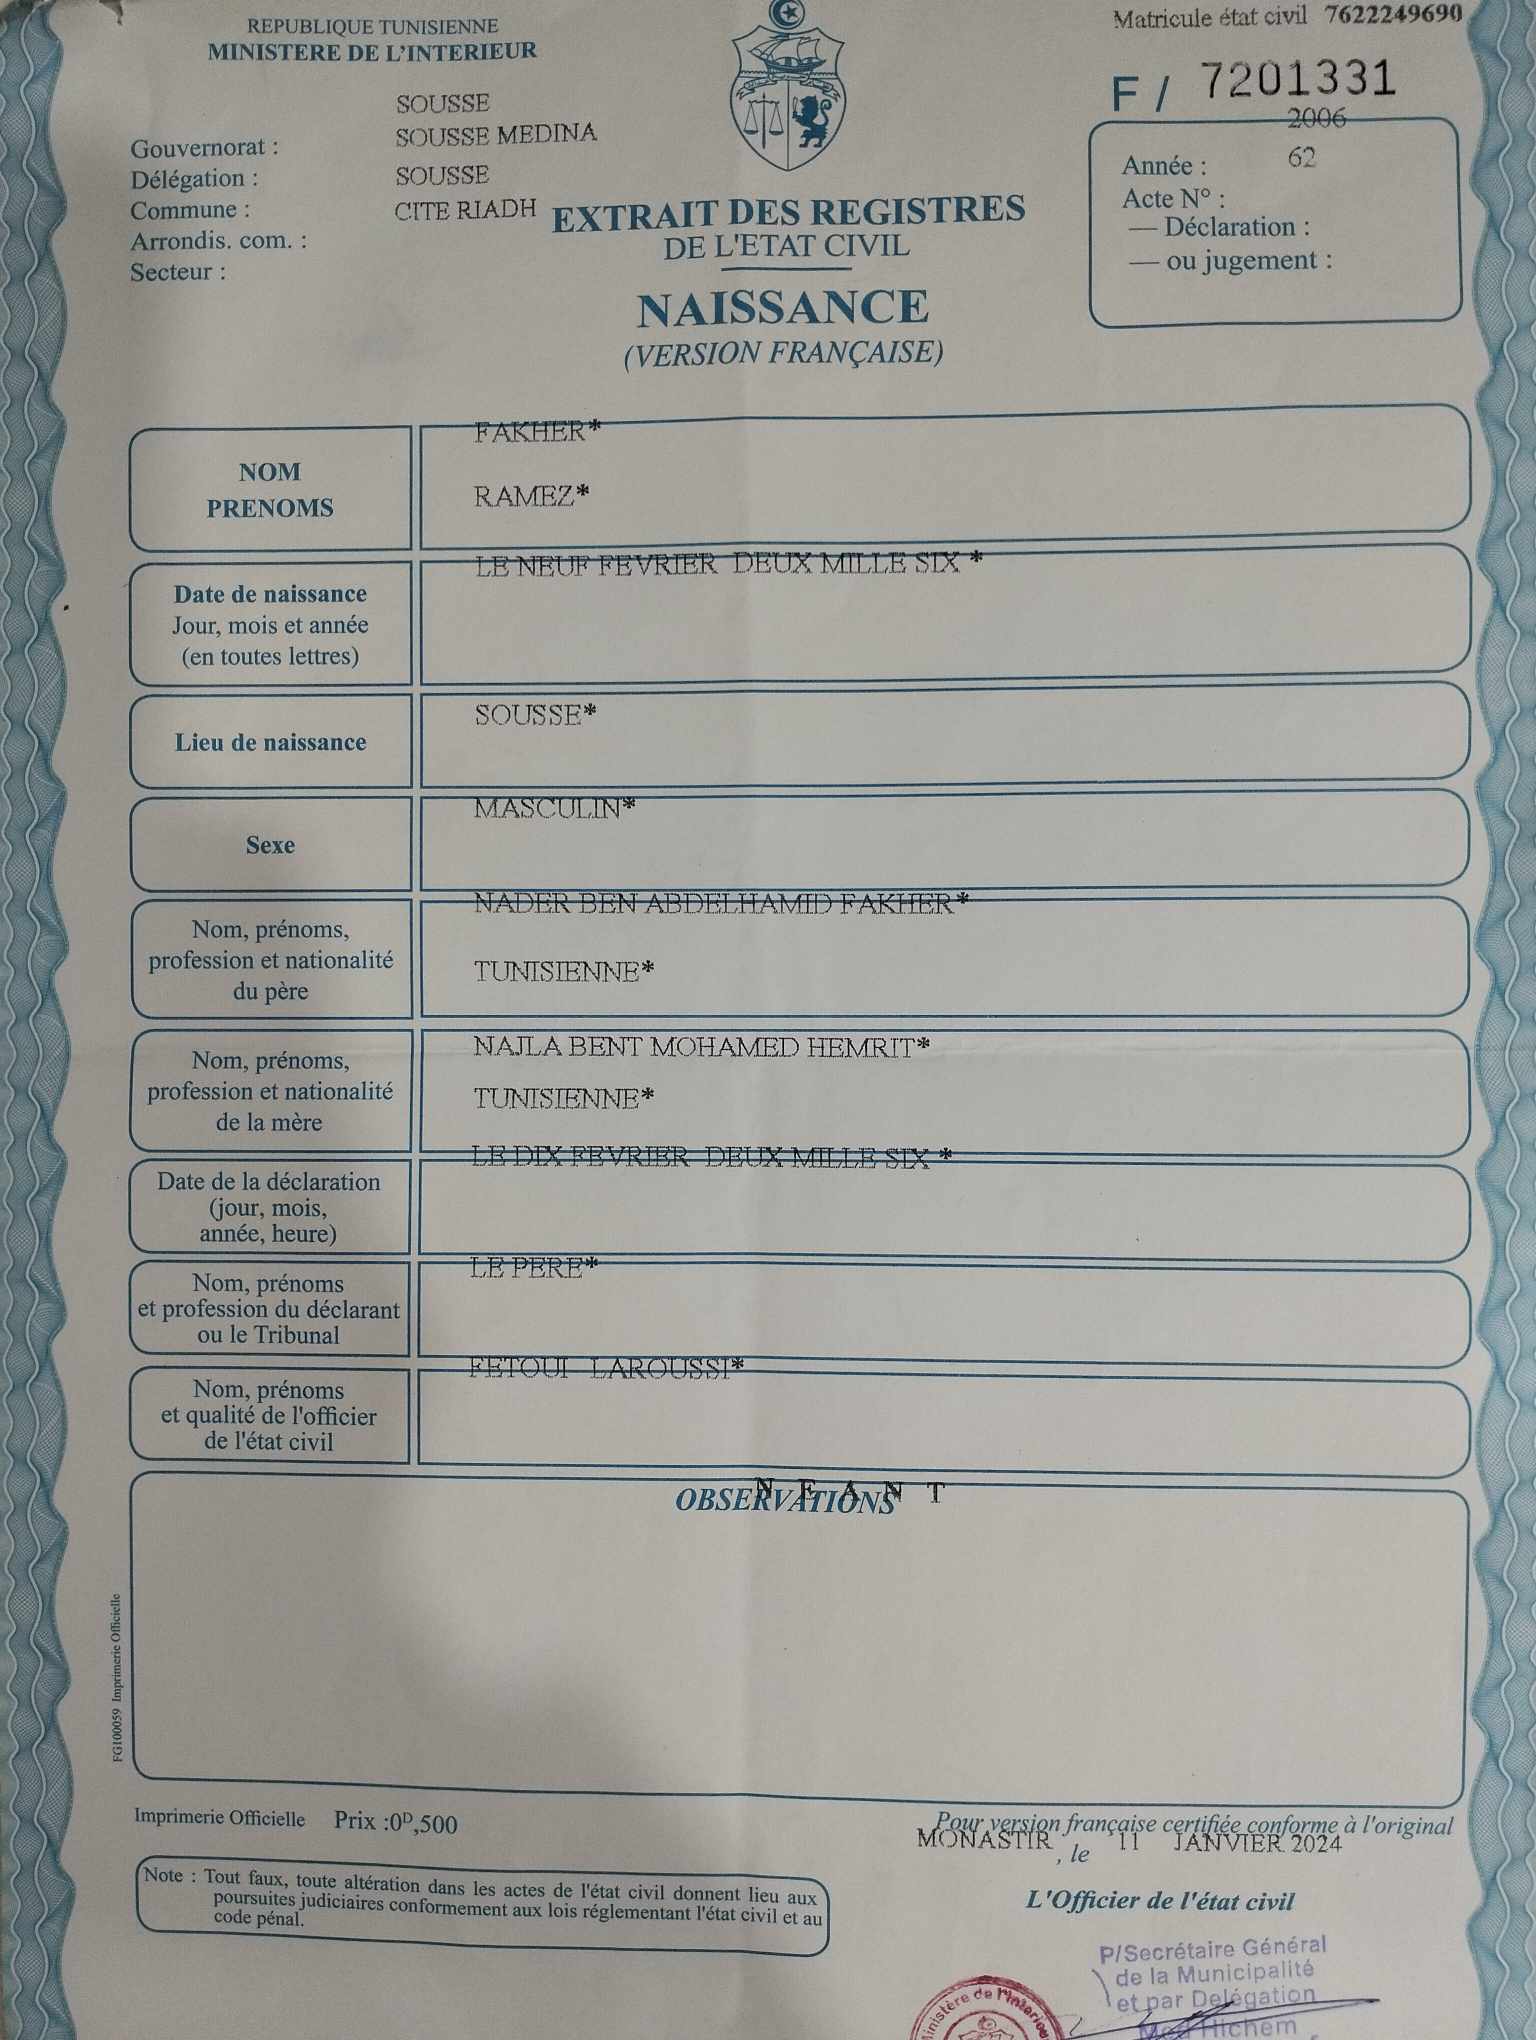 REPUBLIQUE TUNISIENNE
MINISTERE DE L'INTERIEUR
Matricule état civil 7622249690
F / 7201331
SOUSSE
SOUSSE MEDINA
SOUSSE
CITE RIADH
Gouvernorat :
Délégation :
Commune :
Arrondis. com. :
Secteur :
2006
Année : 62
Acte N° :
— Déclaration :
— ou jugement :
EXTRAIT DES REGISTRES
DE L'ETAT CIVIL
NAISSANCE
(VERSION FRANÇAISE)
NOM
PRENOMS
FAKHER*
RAMEZ*
Date de naissance
Jour, mois et année
(en toutes lettres)
LE NEUF FEVRIER DEUX MILLE SIX *
Lieu de naissance
SOUSSE*
Sexe
MASCULIN*
Nom, prénoms,
profession et nationalité
du père
NADER BEN ABDELHAMID FAKHER*
TUNISIENNE*
Nom, prénoms,
profession et nationalité
de la mère
NAJLA BENT MOHAMED HEMRIT*
TUNISIENNE*
Date de la déclaration
(jour, mois,
année, heure)
LE DIX FEVRIER DEUX MILLE SIX *
Nom, prénoms
et profession du déclarant
ou le Tribunal
LE PERE*
Nom, prénoms
et qualité de l'officier
de l'état civil
FETOUI LAROUSSI*
N E A N T
OBSERVATIONS
FG100059 Imprimerie Officielle
Imprimerie Officielle Prix :0ᴰ,500
Pour version française certifiée conforme à l'original
MONASTIR , le 11 JANVIER 2024
Note : Tout faux, toute altération dans les actes de l'état civil donnent lieu aux
poursuites judiciaires conformement aux lois réglementant l'état civil et au
code pénal.
L'Officier de l'état civil
P/Secrétaire Général
de la Municipalité
et par Delégation
Hichem
Ministère de l'Interieu